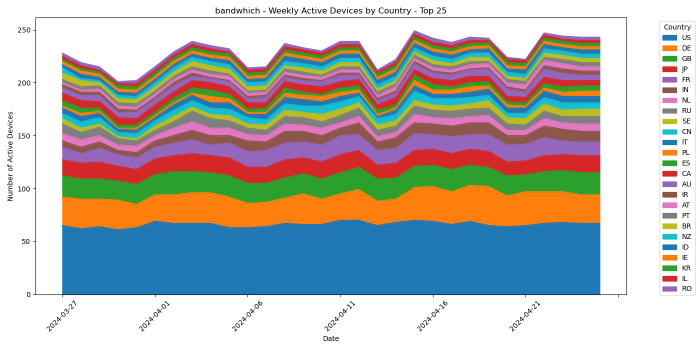 bandwhich - Weekly Active Devices by Country - Top 25
Number of Active Devices
250
200
150
100
50
0
2024-03-27
2024-04-01
2024-04-06
2024-04-11
2024-04-16
2024-04-21
Date
Country
US
DE
GB
JP
FR
IN
NL
RU
SE
CN
IT
PL
ES
CA
AU
IR
AT
PT
BR
NZ
ID
IE
KR
IL
RO